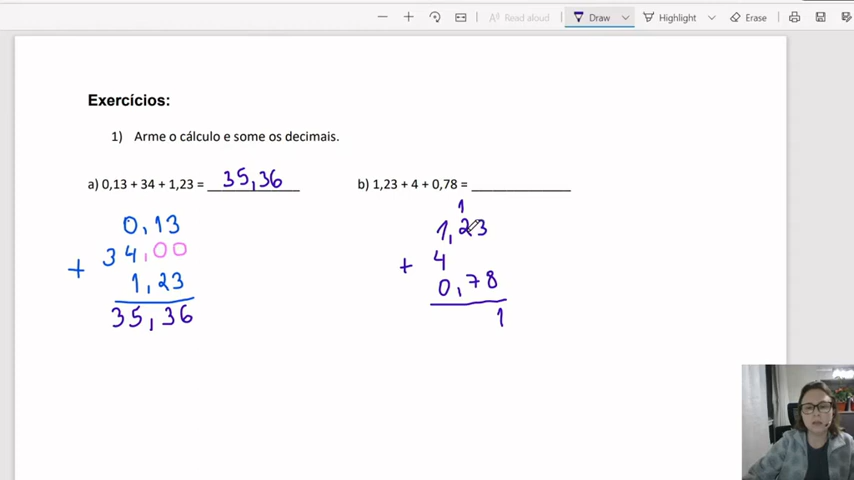 Read aloud Draw Highlight Erase
Exercícios:
1) Arme o cálculo e some os decimais.
a) 0,13 + 34 + 1,23 = 35,36
b) 1,23 + 4 + 0,78 = ______________
0,13
34,00
+ 1,23
35,36
1
1,23
+ 4
0,78
1